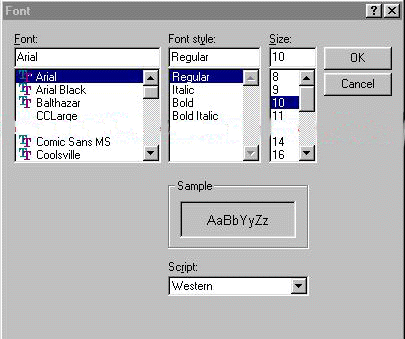 Font
Font:
Arial
Arial
Arial Black
Balthazar
CCLarge
Comic Sans MS
Coolsville
Font style:
Regular
Regular
Italic
Bold
Bold Italic
Size:
10
8
9
10
11
14
16
OK
Cancel
Sample
AaBbYyZz
Script:
Western